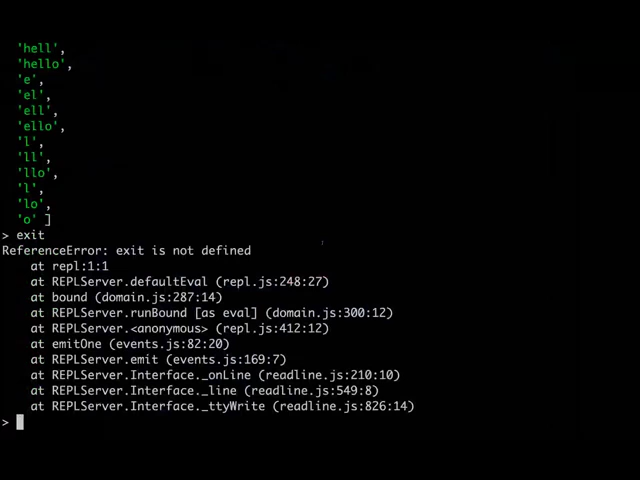 'hell',
'hello',
'e',
'el',
'ell',
'ello',
'l',
'll',
'llo',
'l',
'lo',
'o' ]
> exit
ReferenceError: exit is not defined
at repl:1:1
at REPLServer.defaultEval (repl.js:248:27)
at bound (domain.js:287:14)
at REPLServer.runBound [as eval] (domain.js:300:12)
at REPLServer.<anonymous> (repl.js:412:12)
at emitOne (events.js:82:20)
at REPLServer.emit (events.js:169:7)
at REPLServer.Interface._onLine (readline.js:210:10)
at REPLServer.Interface._line (readline.js:549:8)
at REPLServer.Interface._ttyWrite (readline.js:826:14)
>